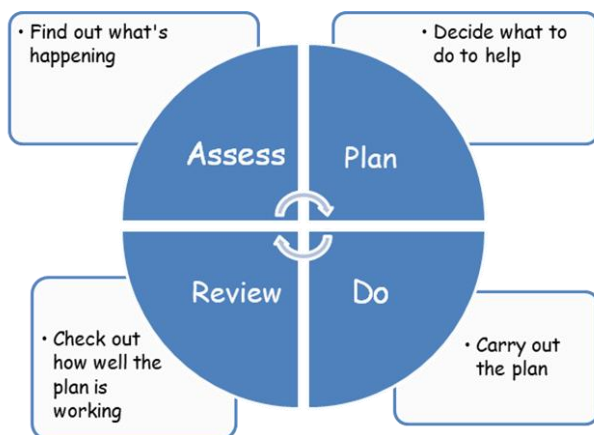 • Find out what's
happening
• Decide what to
do to help
Assess
Plan
Review
Do
• Check out
how well the
plan is
working
• Carry out
the plan